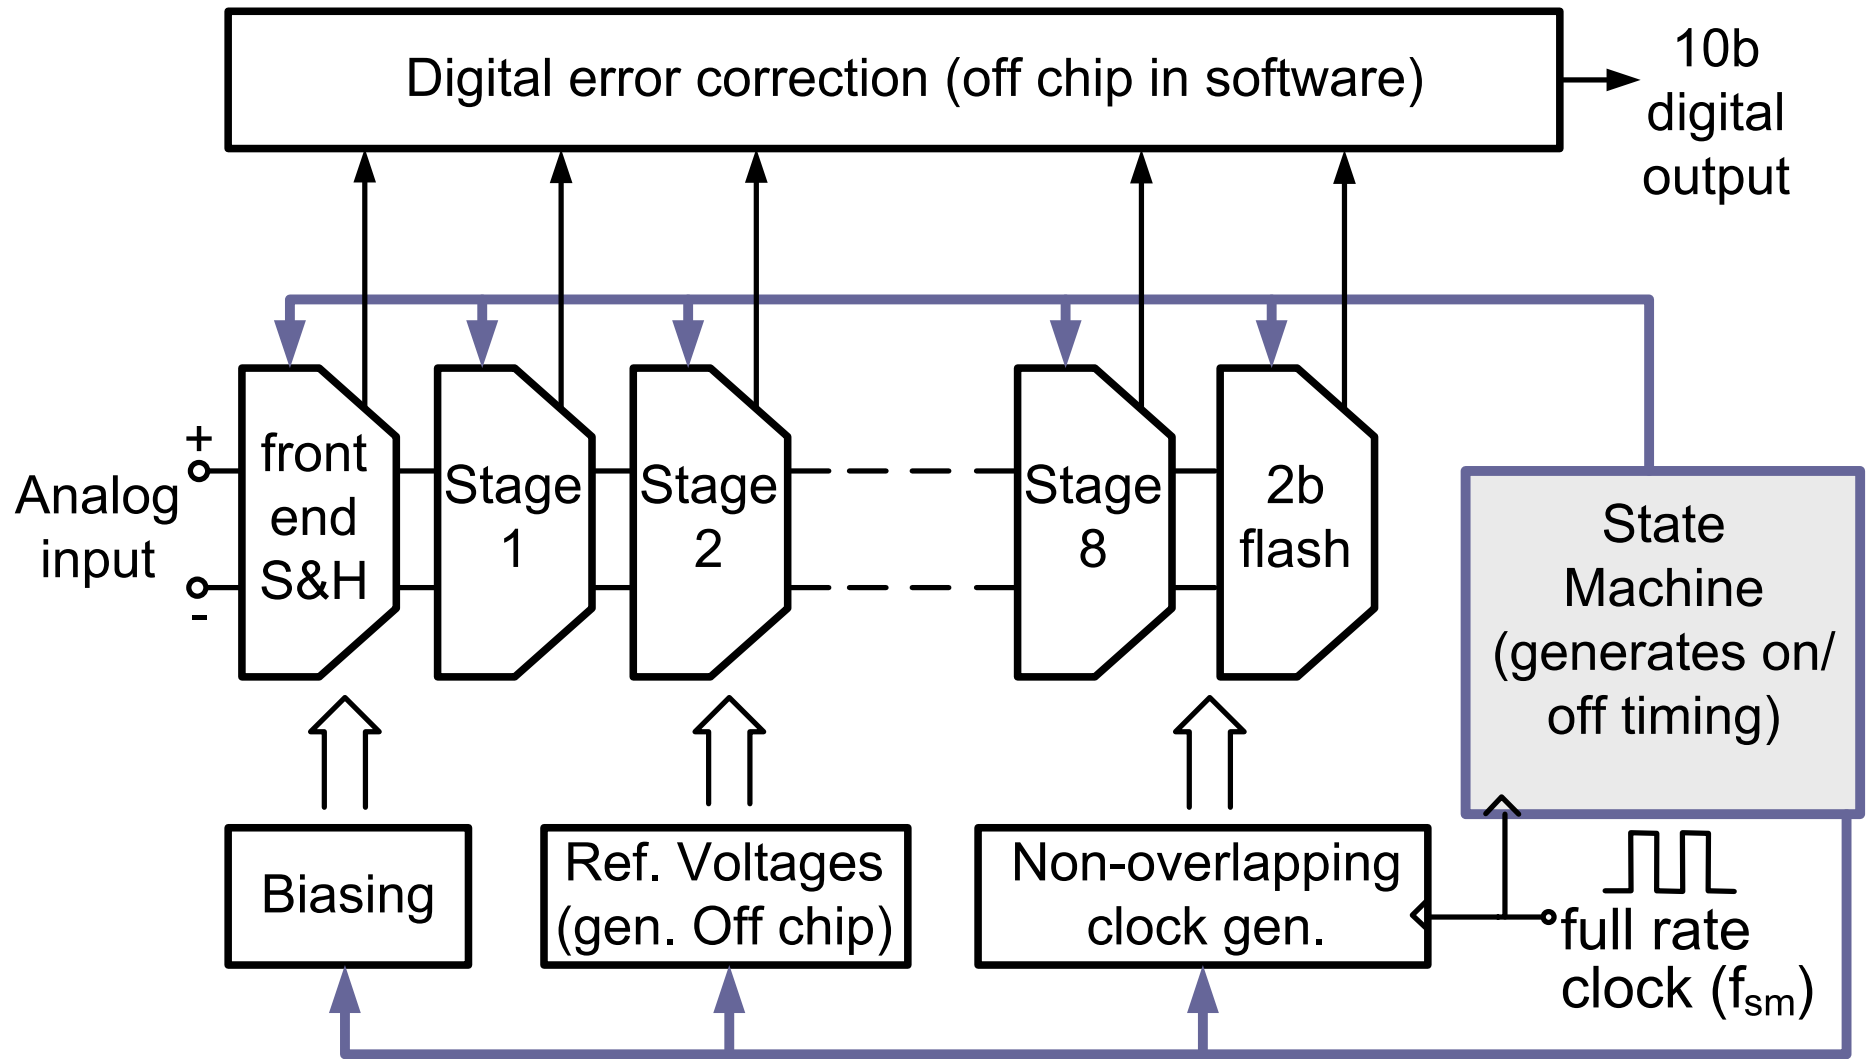 Digital error correction (off chip in software)
10b
digital
output
+
Analog
input
-
front
end
S&H
Stage
1
Stage
2
Stage
8
2b
flash
State
Machine
(generates on/
off timing)
Biasing
Ref. Voltages
(gen. Off chip)
Non-overlapping
clock gen.
full rate
clock (fsm)